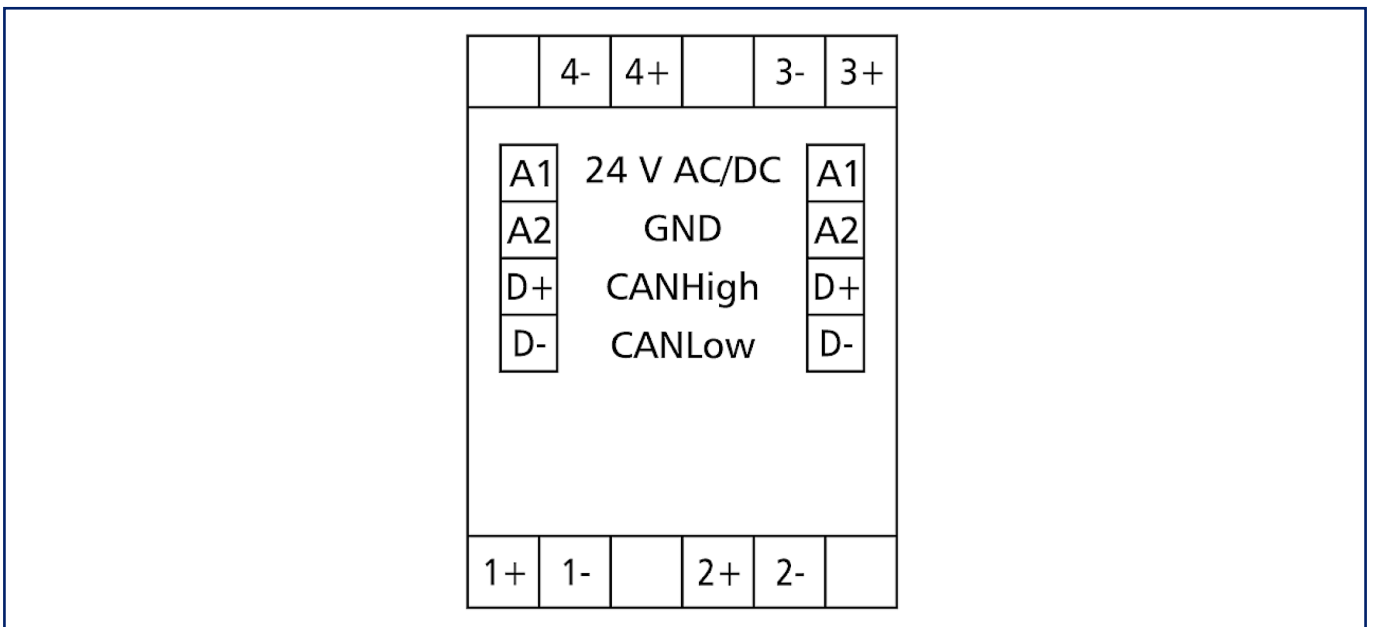 4- 4+ 3- 3+
A1 24 V AC/DC A1
A2 GND A2
D+ CANHigh D+
D- CANLow D-
1+ 1- 2+ 2-